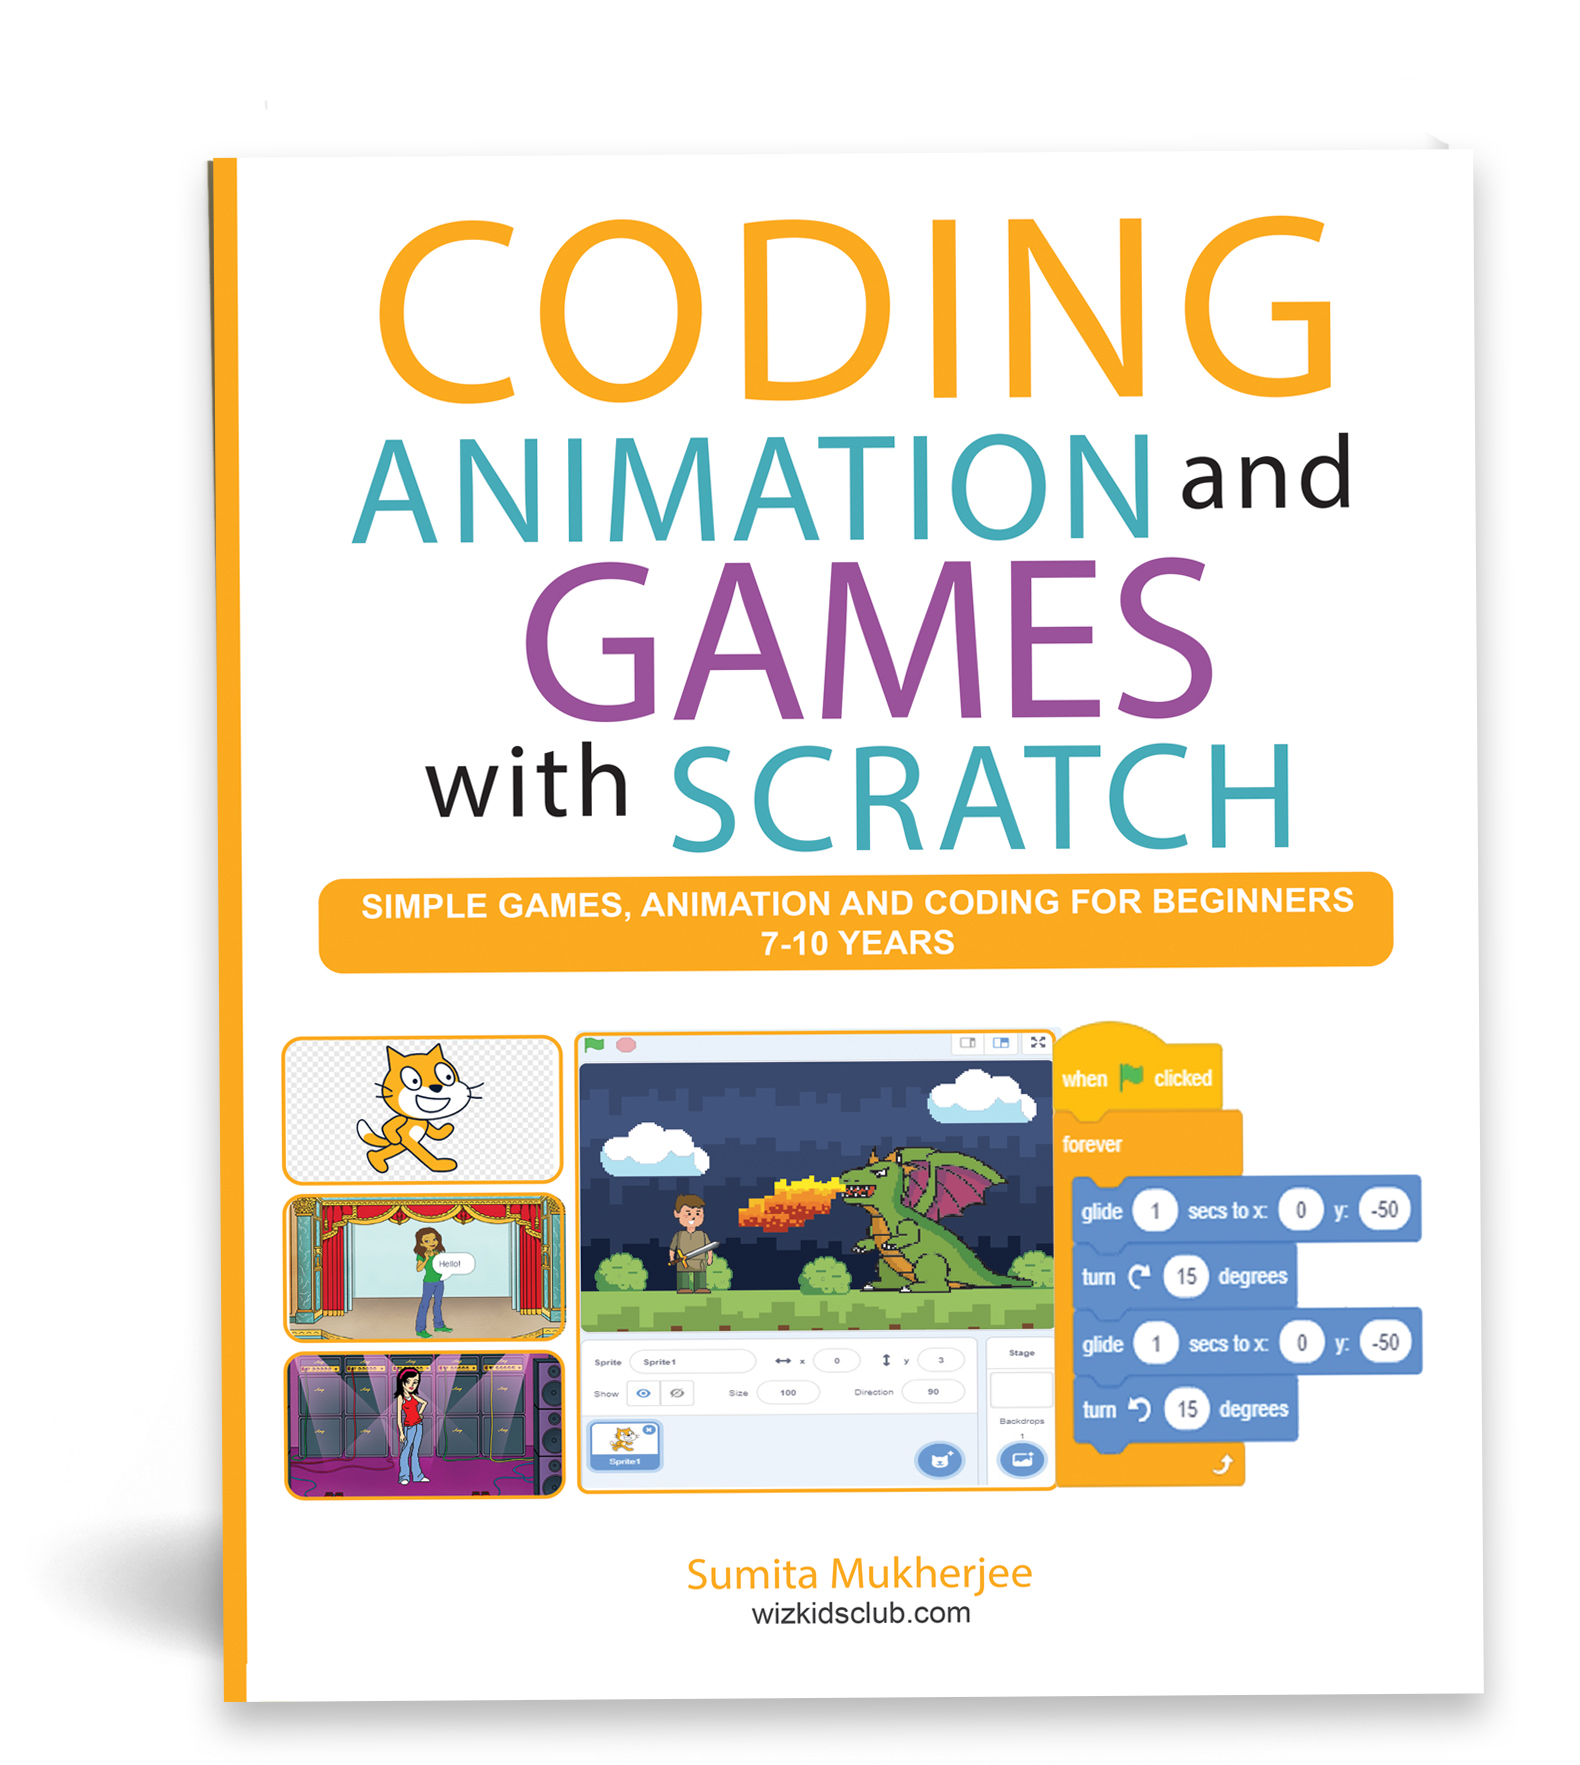 CODING
ANIMATION and
GAMES
with SCRATCH
SIMPLE GAMES, ANIMATION AND CODING FOR BEGINNERS
7-10 YEARS
Hello!
Sprite Sprite1 x 0 y 3
Show Size 100 Direction 90
Sprite1
Stage
Backdrops
1
when clicked
forever
glide 1 secs to x: 0 y: -50
turn 15 degrees
glide 1 secs to x: 0 y: -50
turn 15 degrees
Sumita Mukherjee
wizkidsclub.com